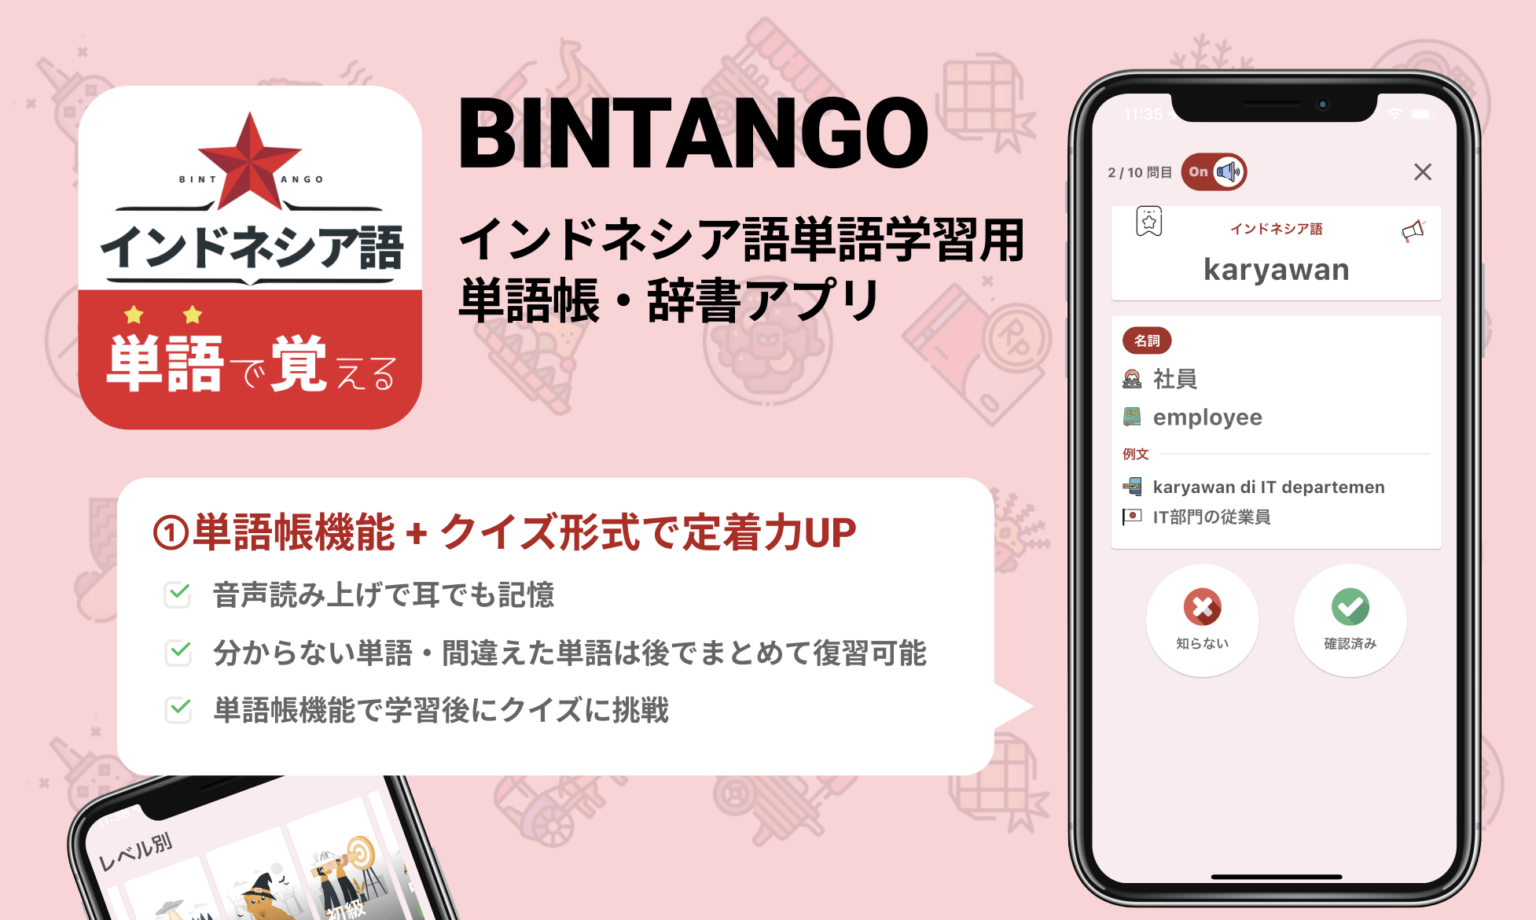 BINT ANGO
インドネシア語
単語で覚える
BINTANGO
インドネシア語単語学習用
単語帳・辞書アプリ
①単語帳機能 + クイズ形式で定着力UP
音声読み上げで耳でも記憶
分からない単語・間違えた単語は後でまとめて復習可能
単語帳機能で学習後にクイズに挑戦
レベル別
初級
11:35
2 / 10 問目
On
インドネシア語
karyawan
名詞
社員
employee
例文
karyawan di IT departemen
IT部門の従業員
知らない
確認済み
Rp